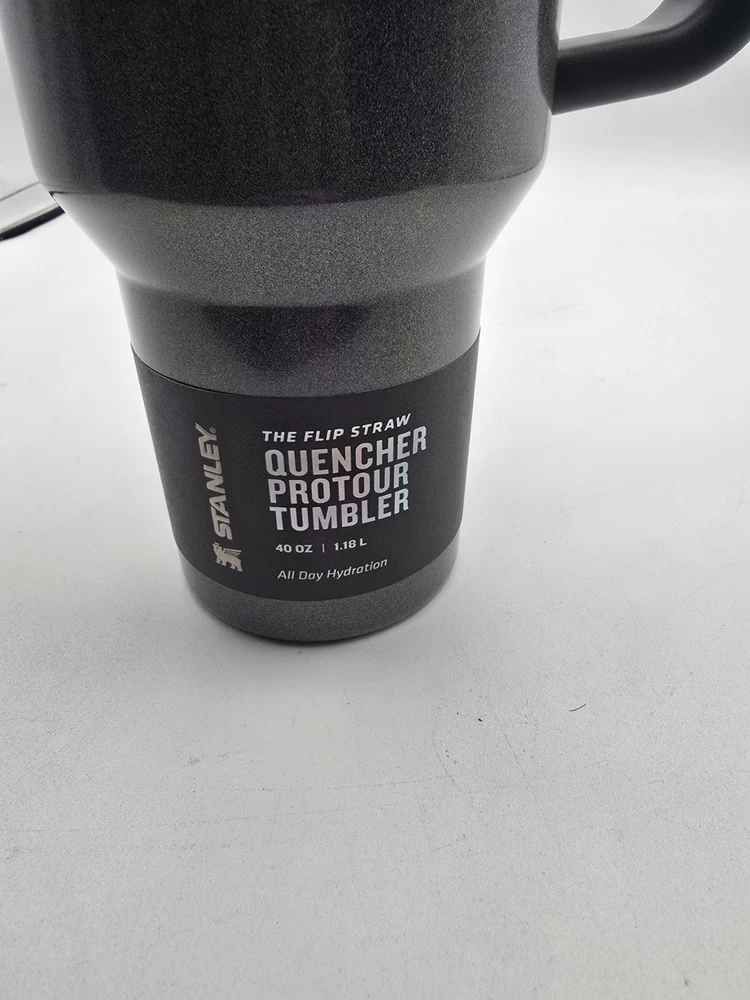 STANLEY®
THE FLIP STRAW
QUENCHER
PROTOUR
TUMBLER
40 OZ | 1.18 L
All Day Hydration